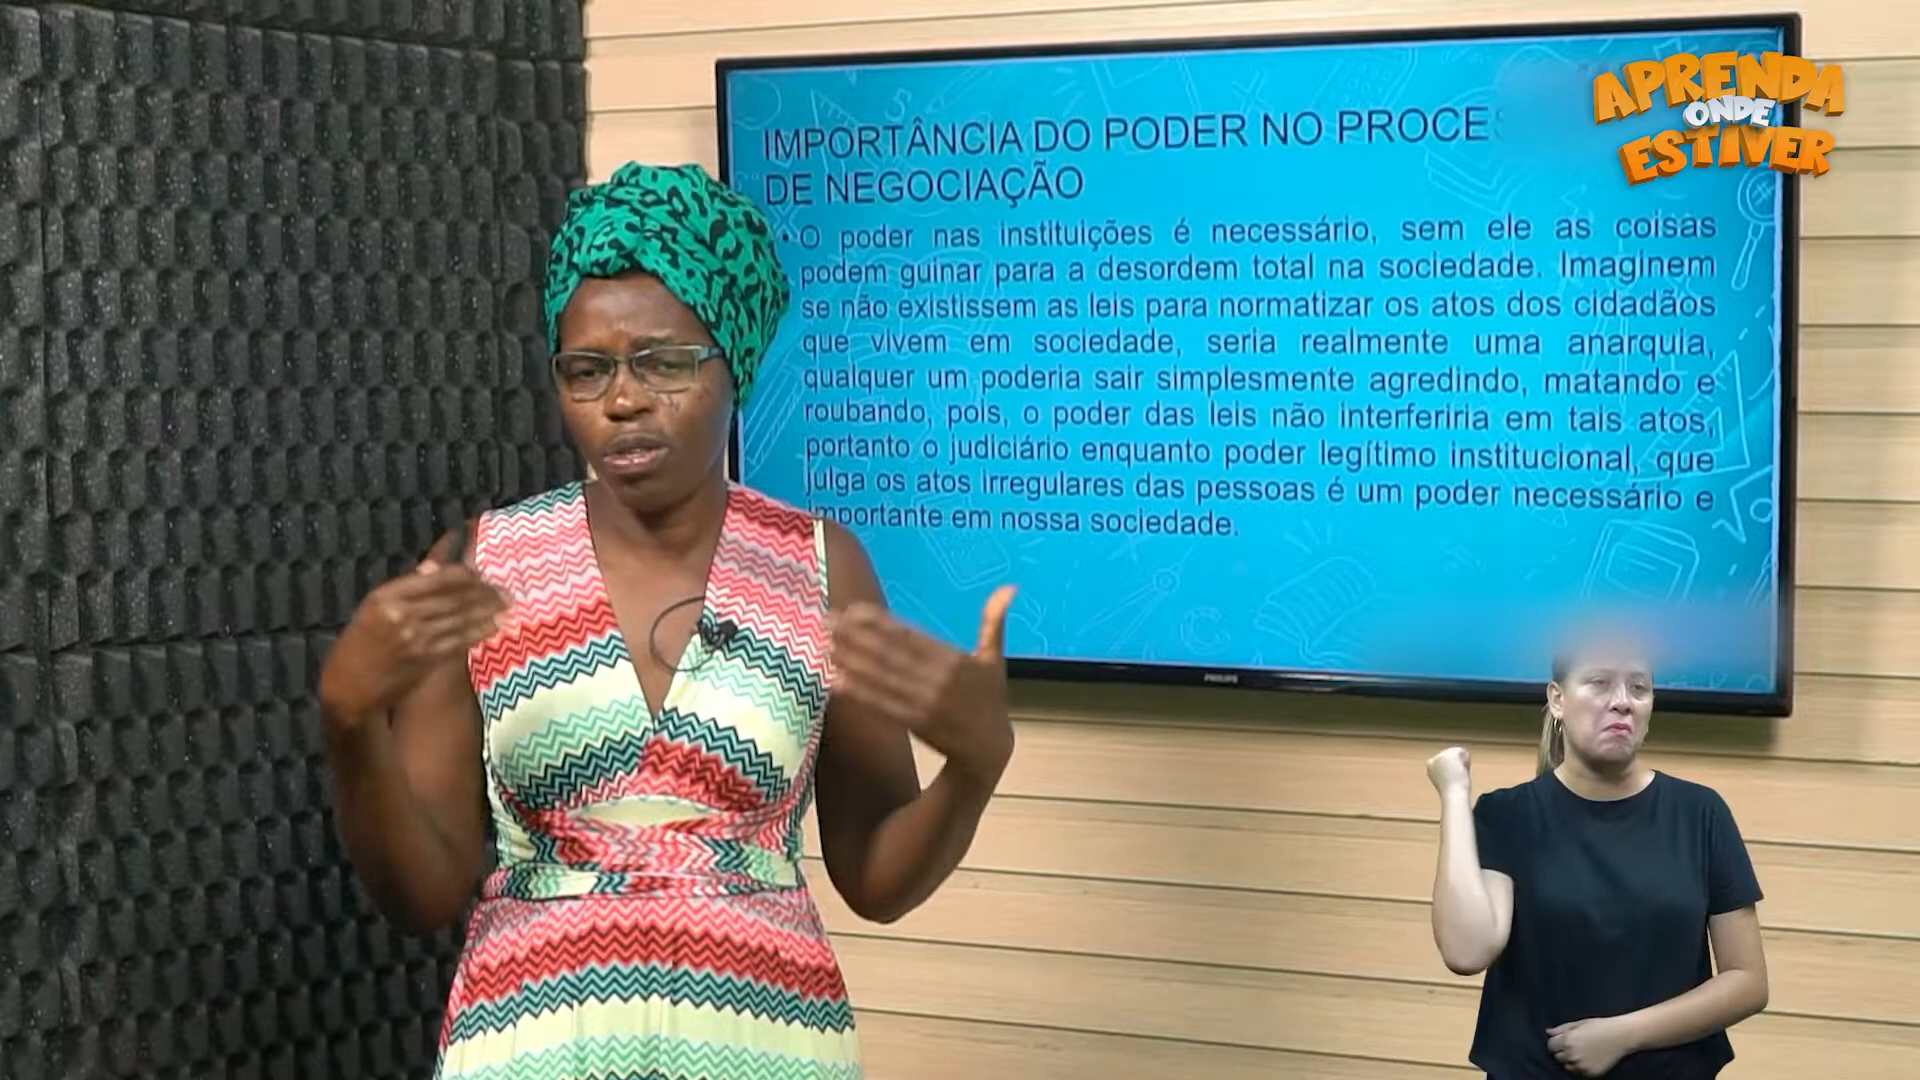 IMPORTÂNCIA DO PODER NO PROCE
DE NEGOCIAÇÃO
• O poder nas instituições é necessário, sem ele as coisas
podem guinar para a desordem total na sociedade. Imaginem
se não existissem as leis para normatizar os atos dos cidadãos
que vivem em sociedade, seria realmente uma anarquia,
qualquer um poderia sair simplesmente agredindo, matando e
roubando, pois, o poder das leis não interferiria em tais atos,
portanto o judiciário enquanto poder legítimo institucional, que
julga os atos irregulares das pessoas é um poder necessário e
importante em nossa sociedade.
APRENDA
ONDE
ESTIVER
PHILIPS